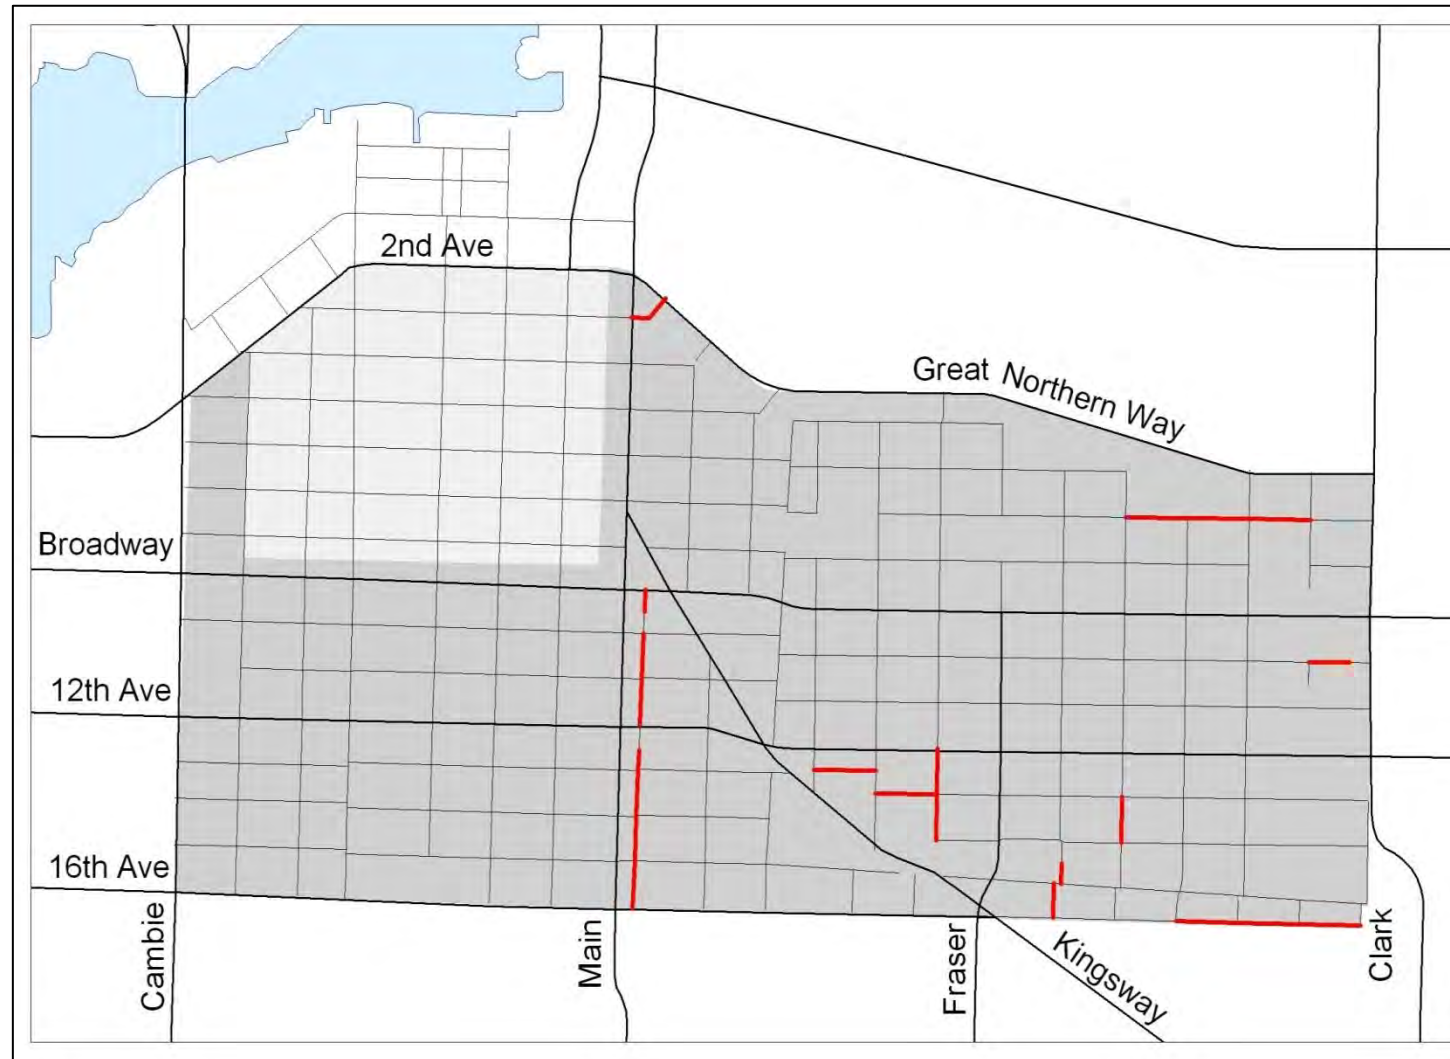 2nd Ave
Great Northern Way
Broadway
12th Ave
16th Ave
Cambie
Main
Fraser
Kingsway
Clark